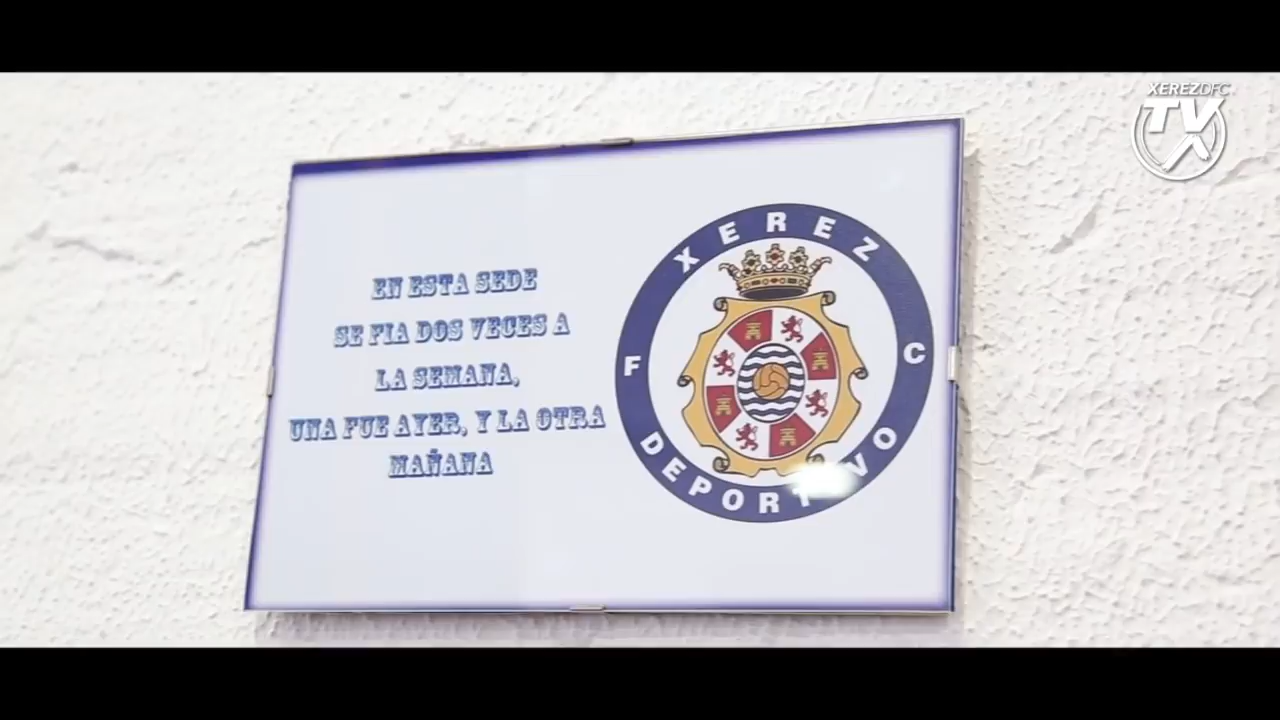 XEREZDFC
TV
X
EN ESTA SEDE
SE FIA DOS VECES A
LA SEMANA,
UNA FUE AYER, Y LA OTRA
MAÑANA
XEREZ
F C
DEPORTIVO